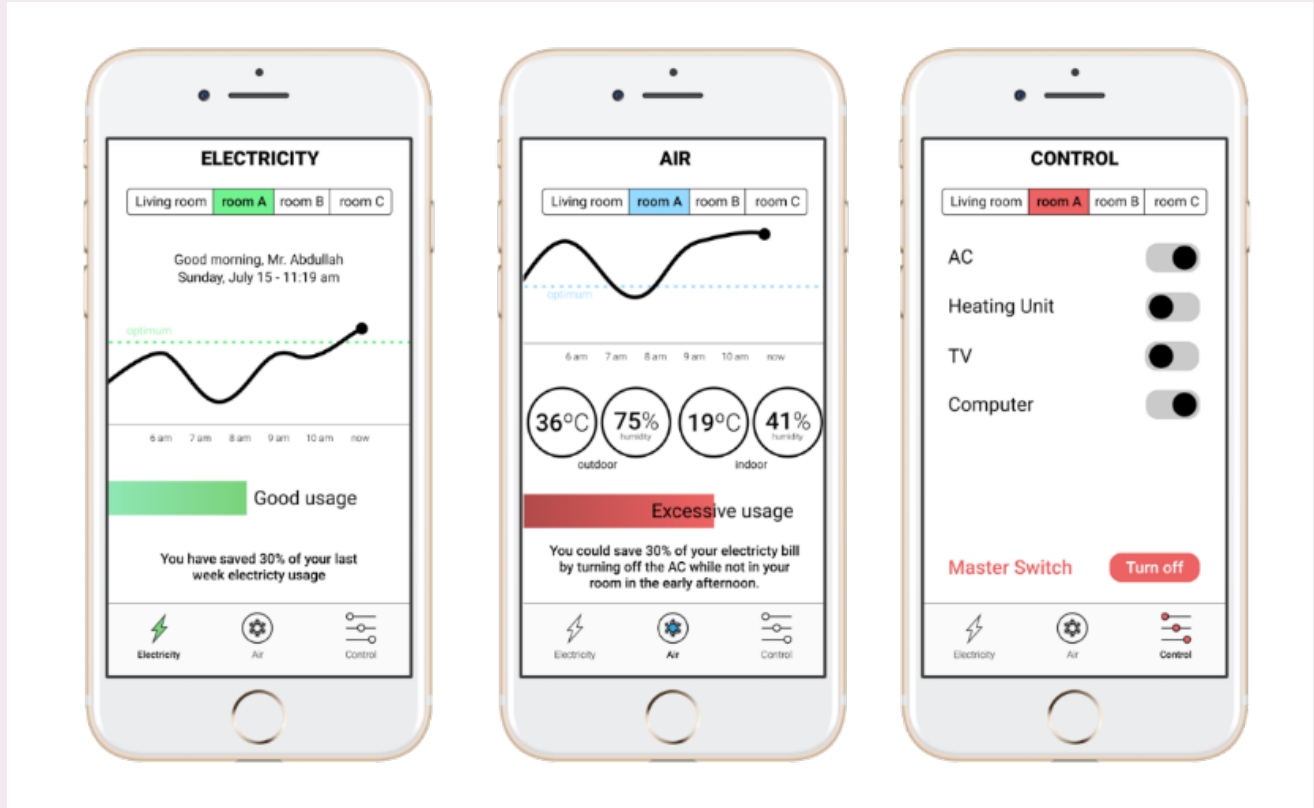 ELECTRICITY
Living room room A room B room C
Good morning, Mr. Abdullah
Sunday, July 15 - 11:19 am
optimum
6 am 7 am 8 am 9 am 10 am now
Good usage
You have saved 30% of your last
week electricty usage
Electricity Air Control
AIR
Living room room A room B room C
optimum
6 am 7 am 8 am 9 am 10 am now
36ºC 75% 19ºC 41%
humidity humidity
outdoor indoor
Excessive usage
You could save 30% of your electricty bill
by turning off the AC while not in your
room in the early afternoon.
Electricity Air Control
CONTROL
Living room room A room B room C
AC
Heating Unit
TV
Computer
Master Switch Turn off
Electricity Air Control